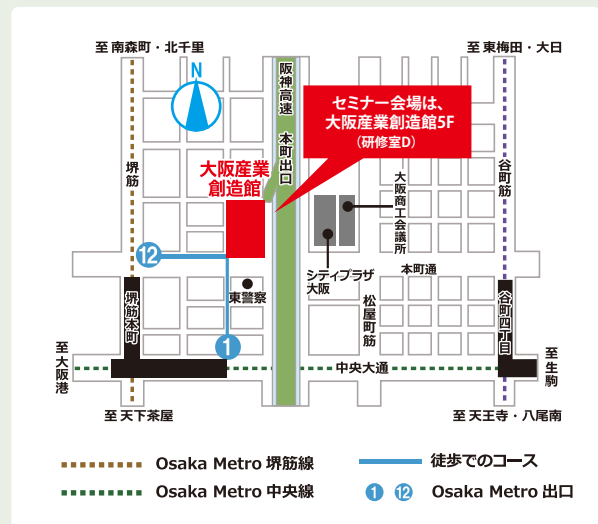 至 南森町・北千里
至 東梅田・大日
N
阪神高速 本町出口
セミナー会場は、
大阪産業創造館5F
（研修室D）
堺筋
谷町筋
大阪産業
創造館
大阪商工会議所
12
シティプラザ
大阪
本町通
東警察
堺筋本町
松屋町筋
谷町四丁目
1
至 大阪港
中央大通
至 生駒
至 天下茶屋
至 天王寺・八尾南
Osaka Metro 堺筋線
徒歩でのコース
Osaka Metro 中央線
1 12 Osaka Metro 出口